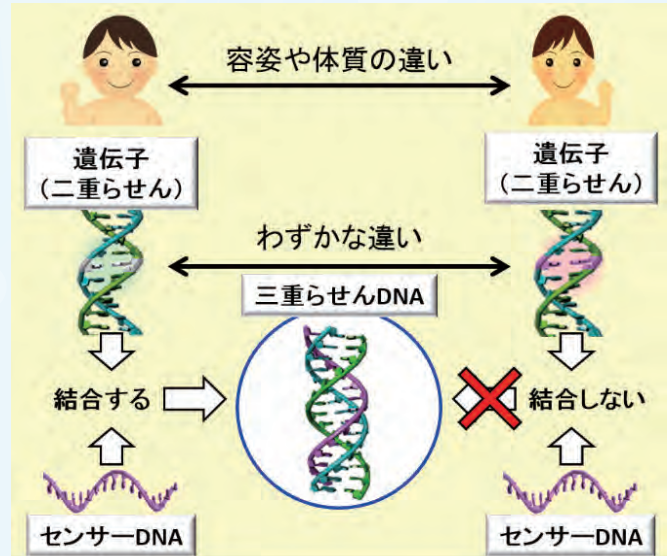 容姿や体質の違い
遺伝子
(二重らせん)
遺伝子
(二重らせん)
わずかな違い
三重らせんDNA
結合する
結合しない
センサーDNA
センサーDNA